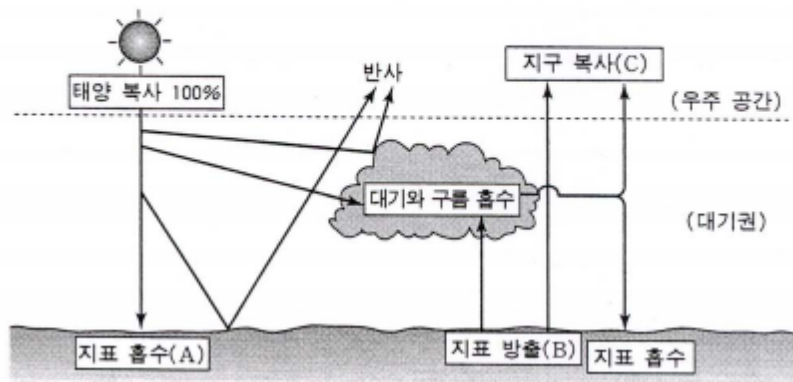 태양 복사 100%
반사
지구 복사(C)
(우주 공간)
대기와 구름 흡수
(대기권)
지표 흡수(A)
지표 방출(B)
지표 흡수